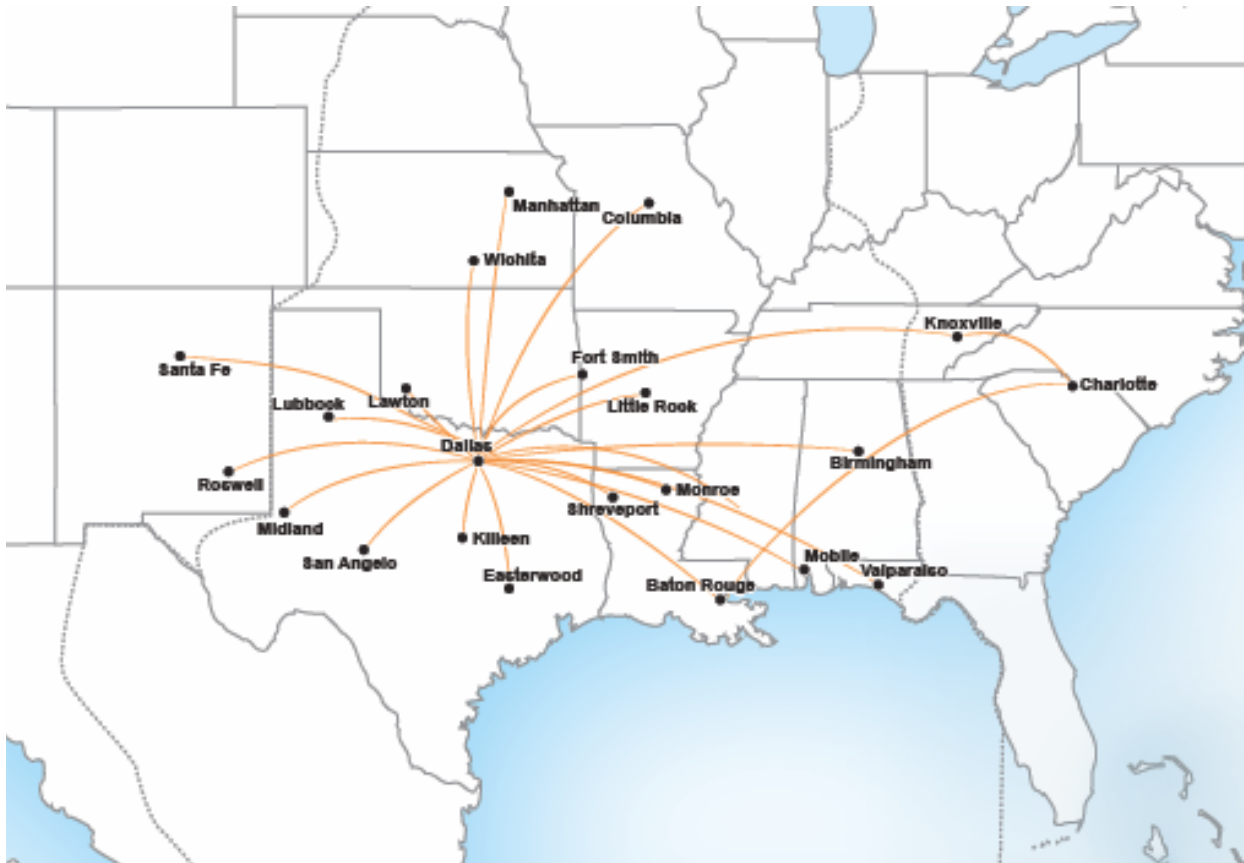 Manhattan
Columbia
Wichita
Knoxville
Santa Fe
Fort Smith
Charlotte
Lubbock
Lawton
Little Rock
Dallas
Birmingham
Roswell
Monroe
Shreveport
Midland
Killeen
San Angelo
Mobile
Valparaiso
Easterwood
Baton Rouge